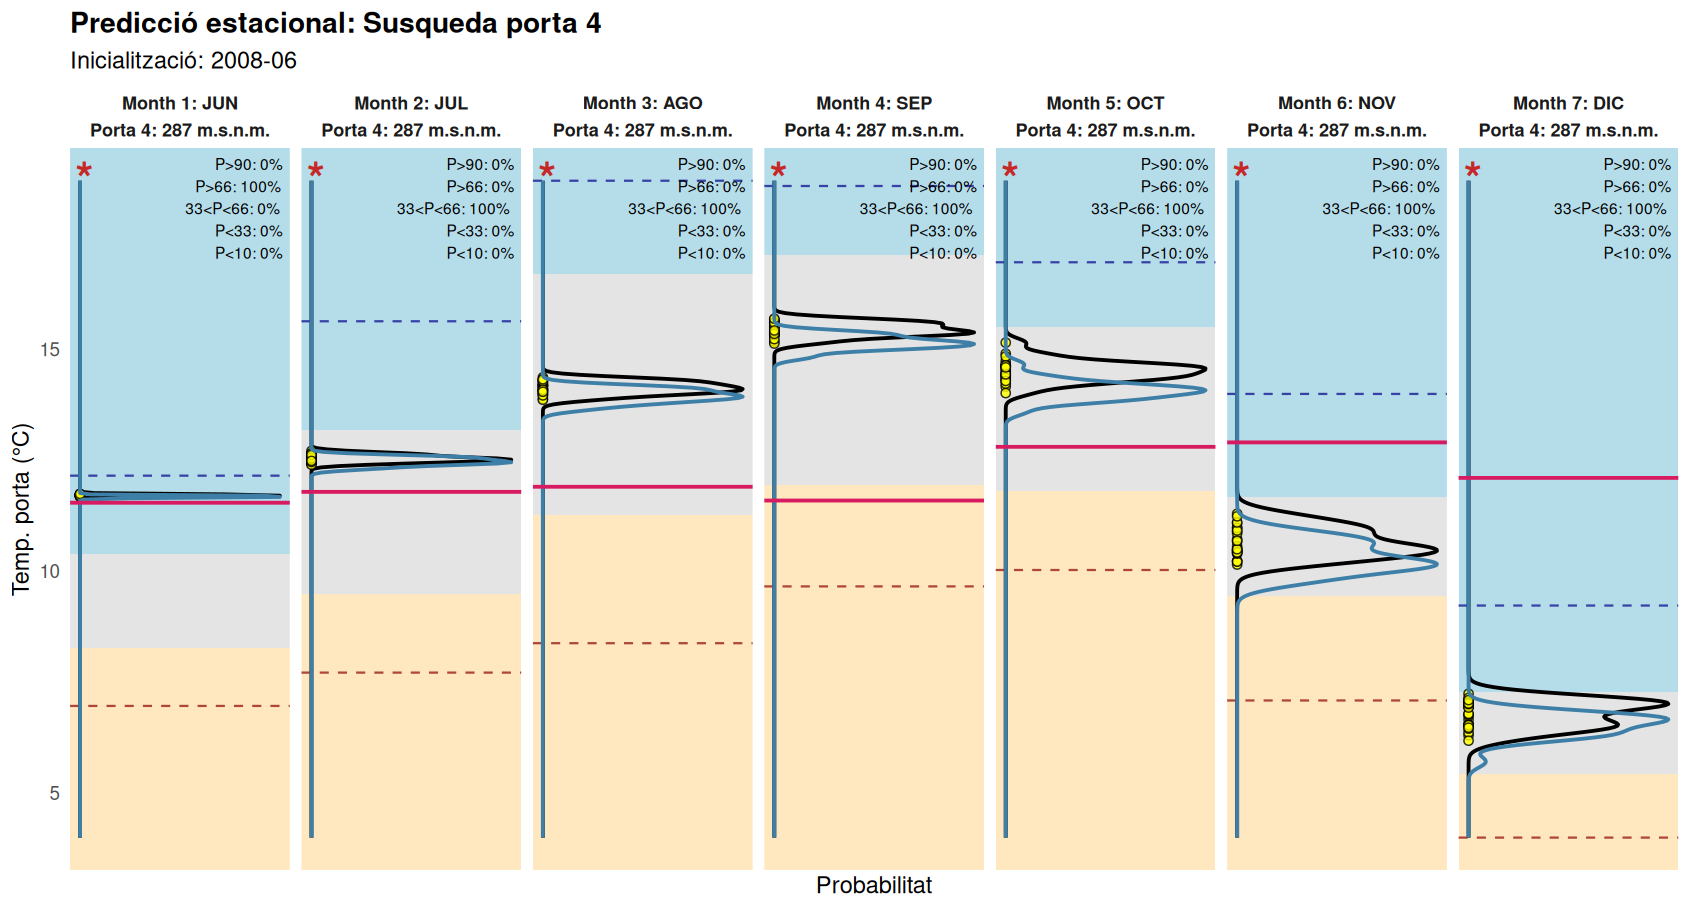 Predicció estacional: Susqueda porta 4
Inicialització: 2008-06
Month 1: JUN
Porta 4: 287 m.s.n.m.
Month 2: JUL
Porta 4: 287 m.s.n.m.
Month 3: AGO
Porta 4: 287 m.s.n.m.
Month 4: SEP
Porta 4: 287 m.s.n.m.
Month 5: OCT
Porta 4: 287 m.s.n.m.
Month 6: NOV
Porta 4: 287 m.s.n.m.
Month 7: DIC
Porta 4: 287 m.s.n.m.
*
P>90: 0%
P>66: 100%
33<P<66: 0%
P<33: 0%
P<10: 0%
*
P>90: 0%
P>66: 0%
33<P<66: 100%
P<33: 0%
P<10: 0%
*
P>90: 0%
P>66: 0%
33<P<66: 100%
P<33: 0%
P<10: 0%
*
P>90: 0%
P>66: 0%
33<P<66: 100%
P<33: 0%
P<10: 0%
*
P>90: 0%
P>66: 0%
33<P<66: 100%
P<33: 0%
P<10: 0%
*
P>90: 0%
P>66: 0%
33<P<66: 100%
P<33: 0%
P<10: 0%
*
P>90: 0%
P>66: 0%
33<P<66: 100%
P<33: 0%
P<10: 0%
15
10
5
Temp. porta (°C)
Probabilitat